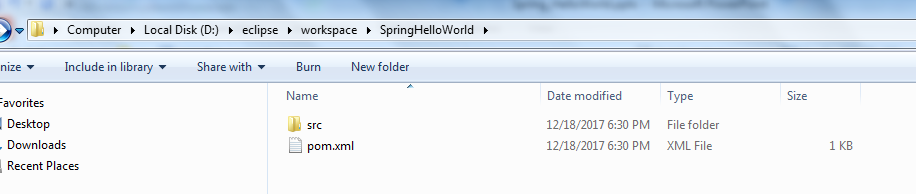 Computer Local Disk (D:) eclipse workspace SpringHelloWorld
nize Include in library Share with Burn New folder
Favorites
Desktop
Downloads
Recent Places
Name Date modified Type Size
src 12/18/2017 6:30 PM File folder
pom.xml 12/18/2017 6:30 PM XML File 1 KB